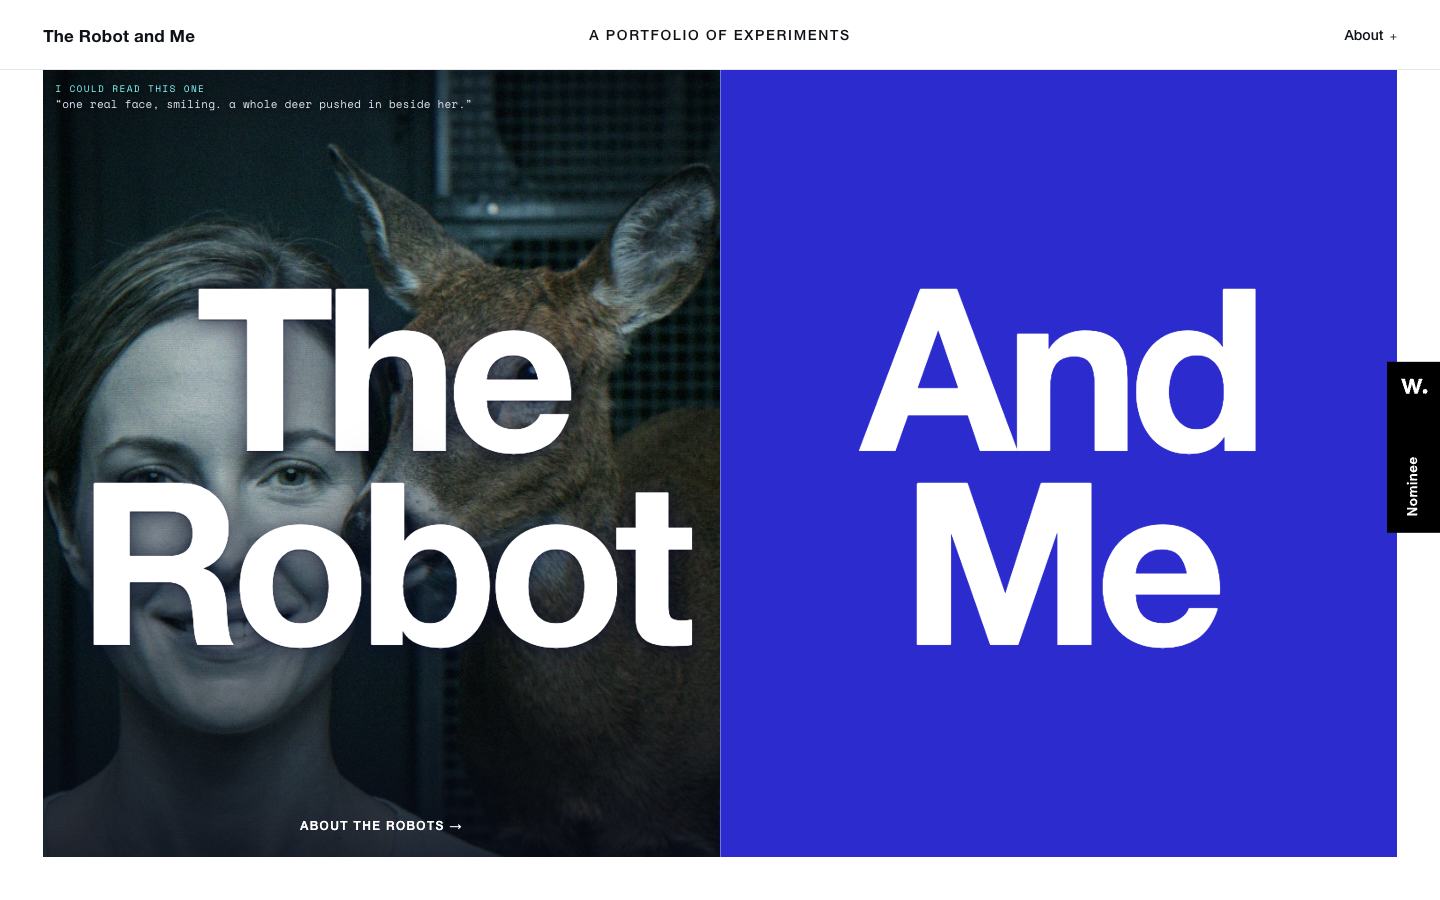 The Robot and Me
A PORTFOLIO OF EXPERIMENTS
About +
I COULD READ THIS ONE
“one real face, smiling. a whole deer pushed in beside her.”
The
Robot
And
Me
ABOUT THE ROBOTS →
W.
Nominee